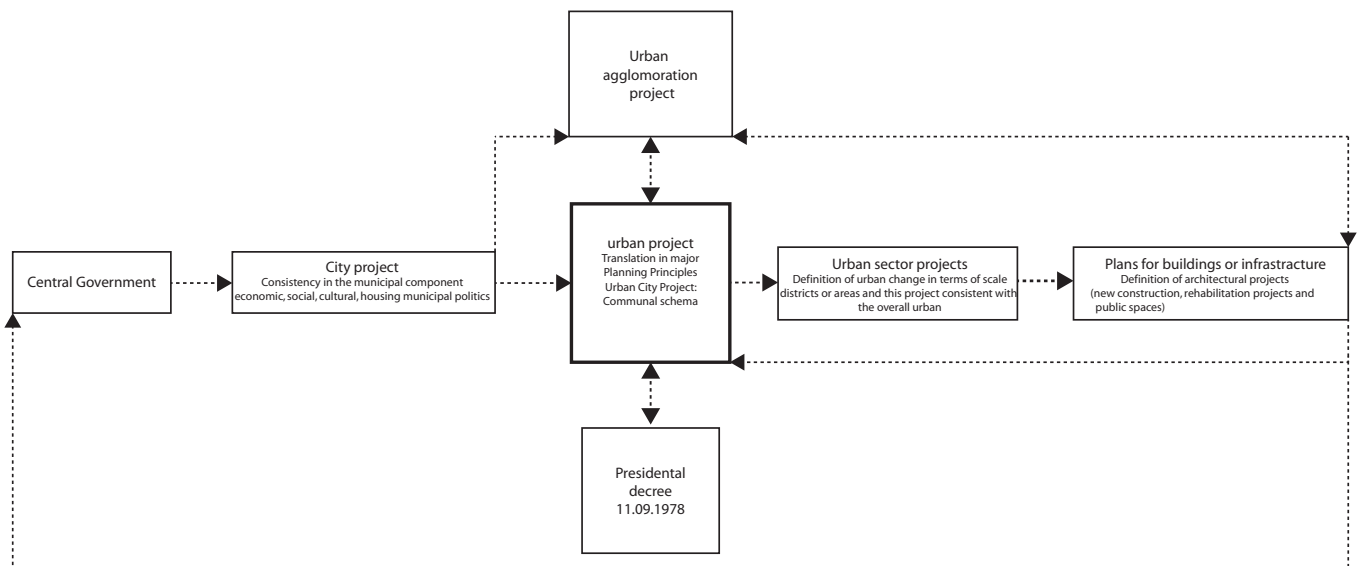 Urban
agglomoration
project
Central Government
City project
Consistency in the municipal component
economic, social, cultural, housing municipal politics
urban project
Translation in major
Planning Principles
Urban City Project:
Communal schema
Urban sector projects
Definition of urban change in terms of scale
districts or areas and this project consistent with
the overall urban
Plans for buildings or infrastracture
Definition of architectural projects
(new construction, rehabilitation projects and
public spaces)
Presidental
decree
11.09.1978